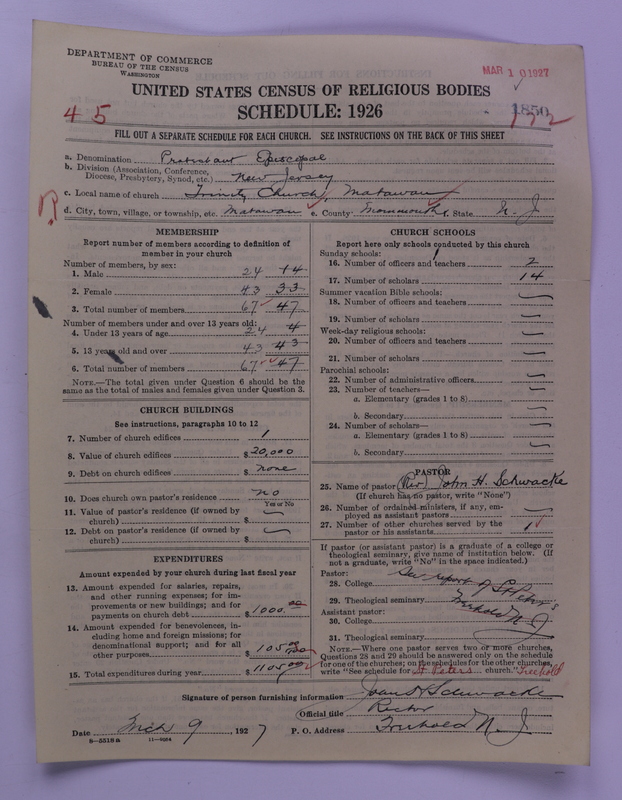 DEPARTMENT OF COMMERCE
BUREAU OF THE CENSUS
WASHINGTON
MAR 10 1927
UNITED STATES CENSUS OF RELIGIOUS BODIES
45
SCHEDULE: 1926
1850
172
FILL OUT A SEPARATE SCHEDULE FOR EACH CHURCH. SEE INSTRUCTIONS ON THE BACK OF THIS SHEET
a. Denomination Protestant Episcopal
b. Division (Association, Conference, Diocese, Presbytery, Synod, etc.) New Jersey
c. Local name of church Trinity Church, Matawan
d. City, town, village, or township, etc. Matawan e. County Monmouth f. State N. J
MEMBERSHIP
Report number of members according to definition of member in your church
Number of members, by sex:
1. Male 24 14
2. Female 43 33
3. Total number of members 67 47
Number of members under and over 13 years old:
4. Under 13 years of age 24 4
5. 13 years old and over 43 43
6. Total number of members 67 47
NOTE.—The total given under Question 6 should be the same as the total of males and females given under Question 3.
CHURCH BUILDINGS
See instructions, paragraphs 10 to 12
7. Number of church edifices 1
8. Value of church edifices $ 20,000
9. Debt on church edifices $ none
10. Does church own pastor's residence no
Yes or No
11. Value of pastor's residence (if owned by church) $
12. Debt on pastor's residence (if owned by church) $
EXPENDITURES
Amount expended by your church during last fiscal year
13. Amount expended for salaries, repairs, and other running expenses; for improvements or new buildings; and for payments on church debt $ 1000.00
14. Amount expended for benevolences, including home and foreign missions; for denominational support; and for all other purposes $ 105.00
15. Total expenditures during year $ 1105.00
CHURCH SCHOOLS
Report here only schools conducted by this church
Sunday schools:
16. Number of officers and teachers 2
17. Number of scholars 14
Summer vacation Bible schools:
18. Number of officers and teachers
19. Number of scholars
Week-day religious schools:
20. Number of officers and teachers
21. Number of scholars
Parochial schools:
22. Number of administrative officers
23. Number of teachers—
a. Elementary (grades 1 to 8)
b. Secondary
24. Number of scholars—
a. Elementary (grades 1 to 8)
b. Secondary
PASTOR
25. Name of pastor (Rev) John H. Schwacke
(If church has no pastor, write "None")
26. Number of ordained ministers, if any, employed as assistant pastors
27. Number of other churches served by the pastor or his assistants 1
If pastor (or assistant pastor) is a graduate of a college or theological seminary, give name of institution below. (If not a graduate, write "No" in the space indicated.)
Pastor:
28. College See report of St Peter's
29. Theological seminary Freehold N. J
Assistant pastor:
30. College
31. Theological seminary
NOTE.—Where one pastor serves two or more churches, Questions 28 and 29 should be answered only on the schedule for one of the churches; on the schedules for the other churches, write "See schedule for St Peters church." Freehold
Signature of person furnishing information John H Schwacke
Official title Rector
Date Mch 9, 1927 P. O. Address Freehold N. J.